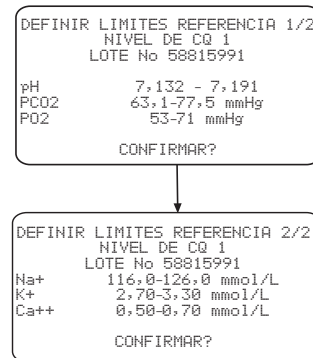 DEFINIR LIMITES REFERENCIA 1/2
NIVEL DE CQ 1
LOTE No 58815991
pH 7,132 - 7,191
PCO2 63,1-77,5 mmHg
PO2 53-71 mmHg
CONFIRMAR?
DEFINIR LIMITES REFERENCIA 2/2
NIVEL DE CQ 1
LOTE No 58815991
Na+ 116,0-126,0 mmol/L
K+ 2,70-3,30 mmol/L
Ca++ 0,50-0,70 mmol/L
CONFIRMAR?